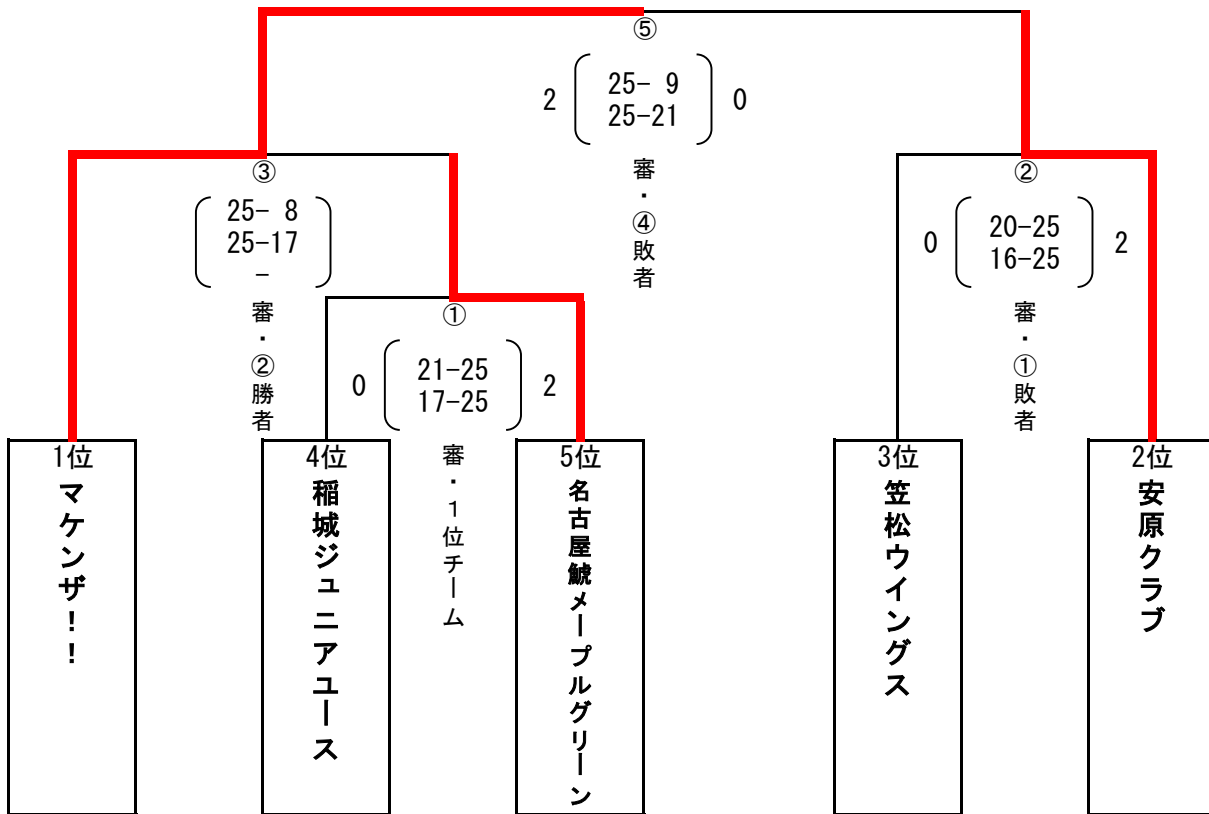 ⑤
2
25- 9
25-21
0
審・④敗者
③
25- 8
25-17
-
審・②勝者
②
0
20-25
16-25
2
審・①敗者
①
0
21-25
17-25
2
審・1位チーム
1位
マケンザ！！
4位
稲城ジュニアユース
5位
名古屋鯱メープルグリーン
3位
笠松ウイングス
2位
安原クラブ